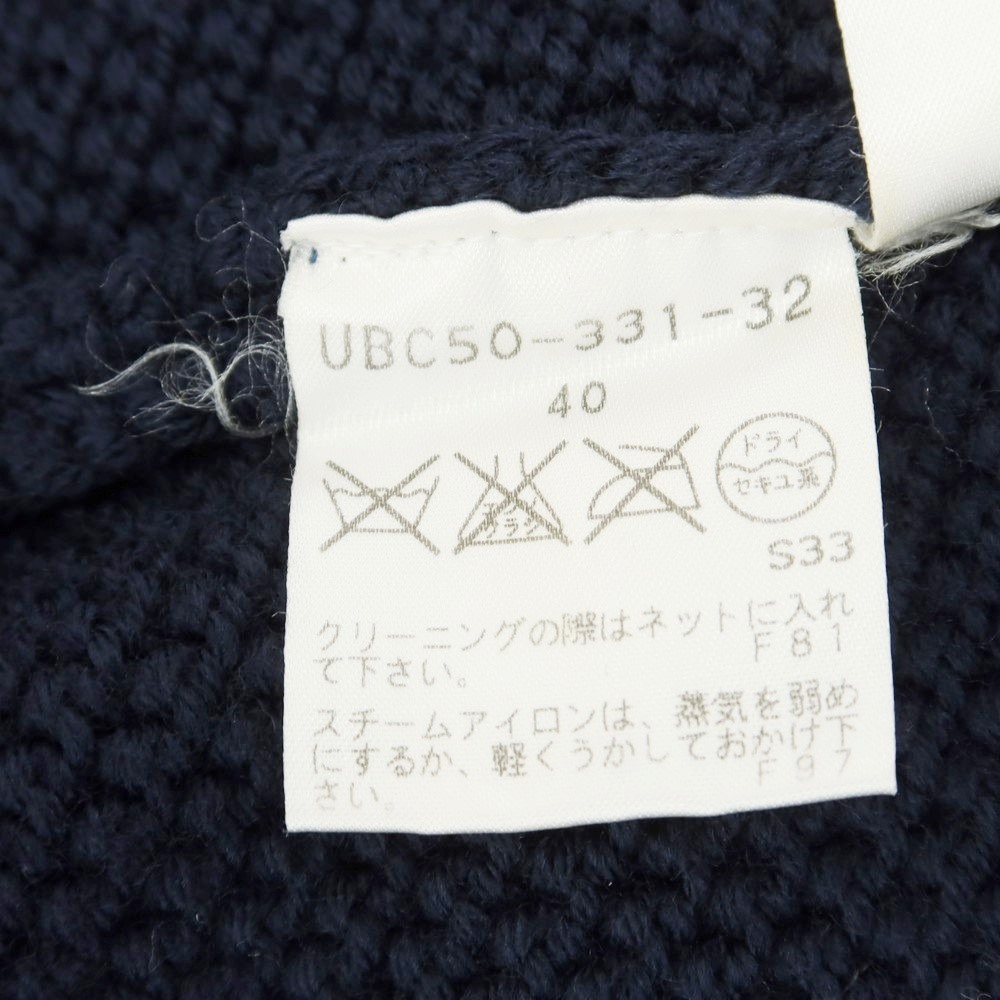 UBC50-331-32
40
エンソ
サラシ
ドライ
セキユ系
S33
クリーニングの際はネットに入れ
て下さい。 F81
スチームアイロンは、蒸気を弱め
にするか、軽くうかしておかけ下
さい。 F97